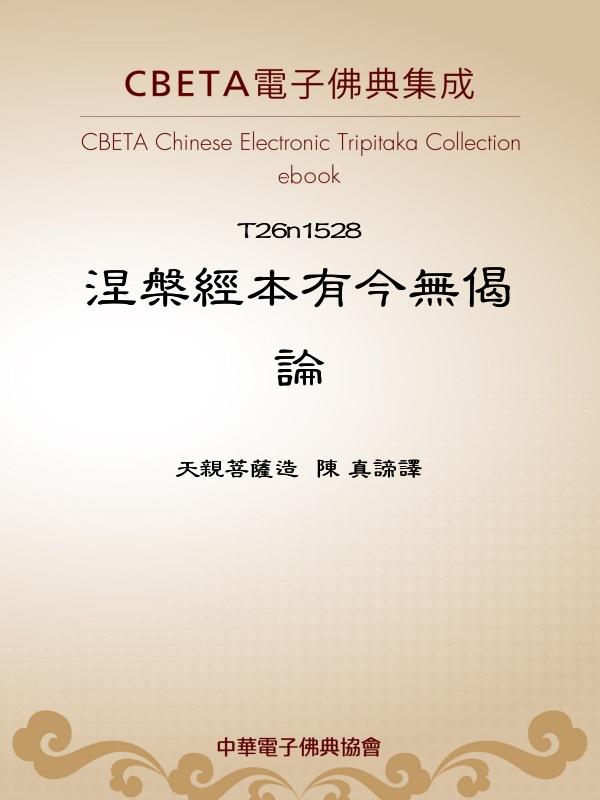 CBETA電子佛典集成
CBETA Chinese Electronic Tripitaka Collection
ebook
T26n1528
涅槃經本有今無偈
論
天親菩薩造 陳 真諦譯
中華電子佛典協會